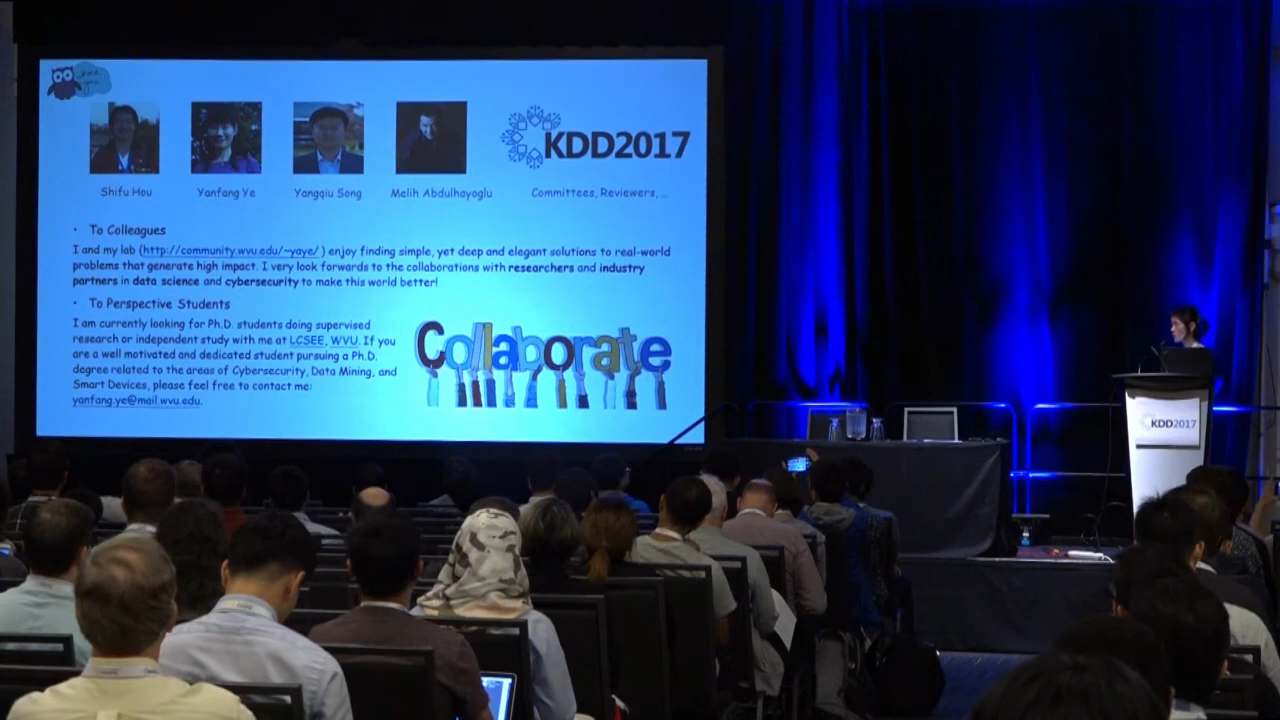 Thank
you
KDD2017
Shifu Hou
Yanfang Ye
Yangqiu Song
Melih Abdulhayoglu
Committees, Reviewers, ...
• To Colleagues
I and my lab (http://community.wvu.edu/~yaye/ ) enjoy finding simple, yet deep and elegant solutions to real-world
problems that generate high impact. I very look forwards to the collaborations with researchers and industry
partners in data science and cybersecurity to make this world better!
• To Perspective Students
I am currently looking for Ph.D. students doing supervised
research or independent study with me at LCSEE, WVU. If you
are a well motivated and dedicated student pursuing a Ph.D.
degree related to the areas of Cybersecurity, Data Mining, and
Smart Devices, please feel free to contact me:
yanfang.ye@mail.wvu.edu.
Collaborate
KDD2017